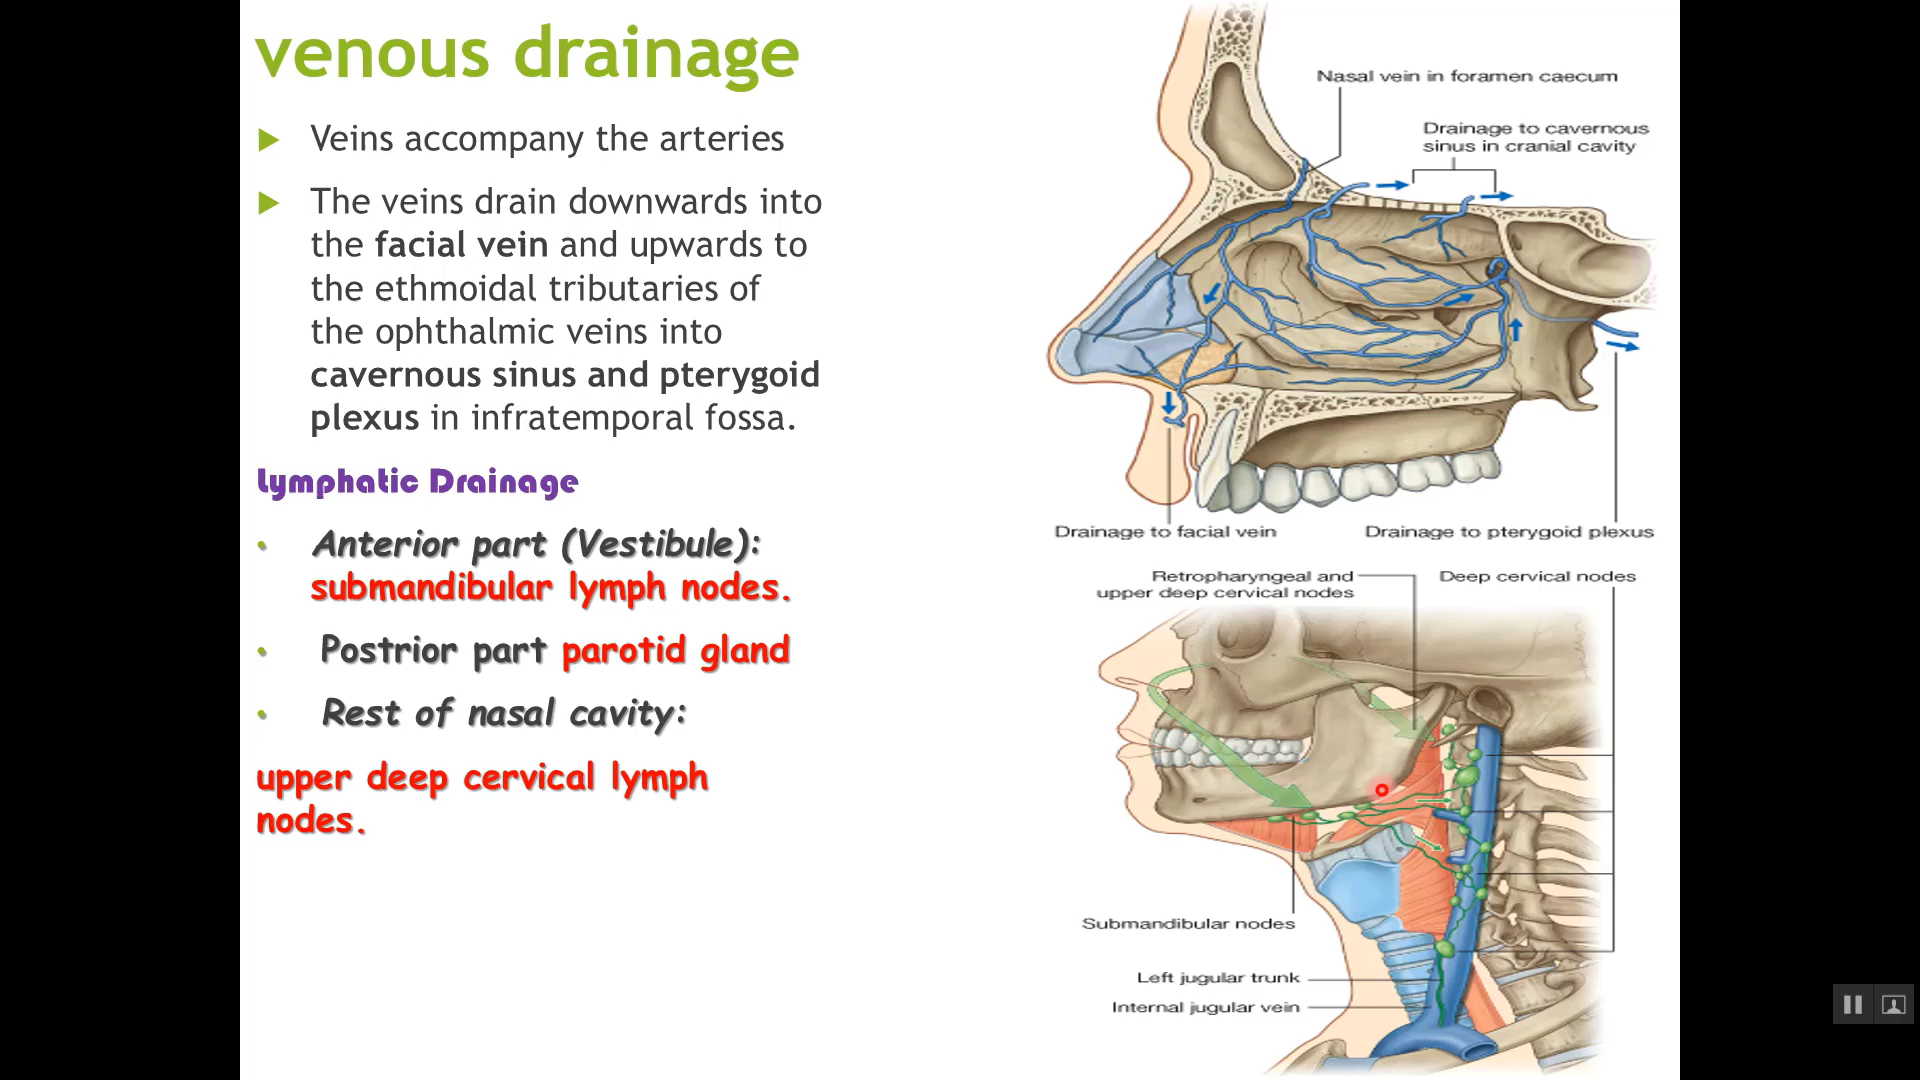 venous drainage
Veins accompany the arteries
The veins drain downwards into
the facial vein and upwards to
the ethmoidal tributaries of
the ophthalmic veins into
cavernous sinus and pterygoid
plexus in infratemporal fossa.
Lymphatic Drainage
Anterior part (Vestibule):
submandibular lymph nodes.
Postrior part parotid gland
Rest of nasal cavity:
upper deep cervical lymph
nodes.
Nasal vein in foramen caecum
Drainage to cavernous
sinus in cranial cavity
Drainage to facial vein
Drainage to pterygoid plexus
Retropharyngeal and
upper deep cervical nodes
Deep cervical nodes
Submandibular nodes
Left jugular trunk
Internal jugular vein